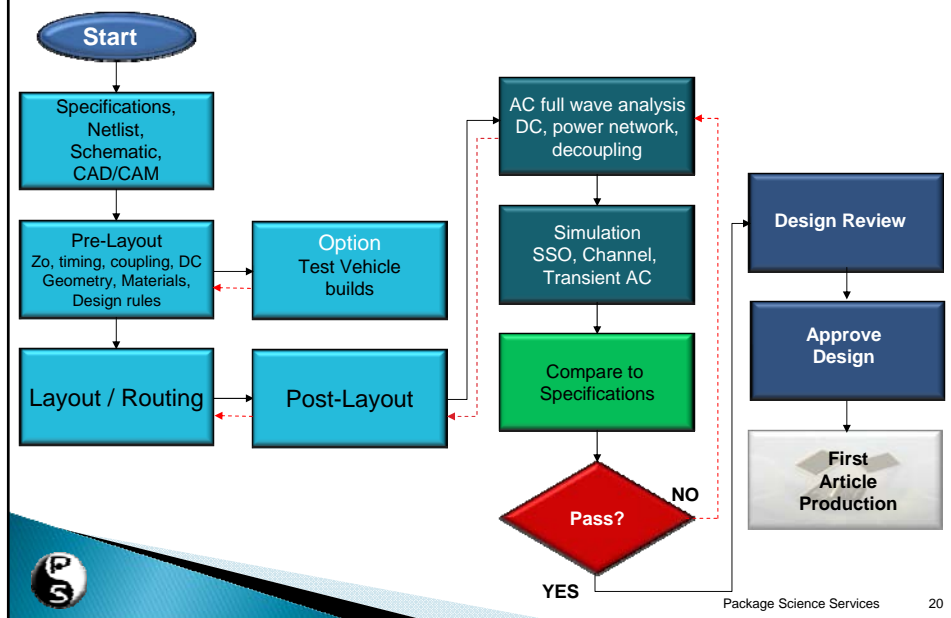 Start
Specifications,
Netlist,
Schematic,
CAD/CAM
Pre-Layout
Zo, timing, coupling, DC
Geometry, Materials,
Design rules
Option
Test Vehicle
builds
Layout / Routing
Post-Layout
AC full wave analysis
DC, power network,
decoupling
Simulation
SSO, Channel,
Transient AC
Compare to
Specifications
Pass?
NO
YES
Design Review
Approve
Design
First
Article
Production
P
S
Package Science Services
20